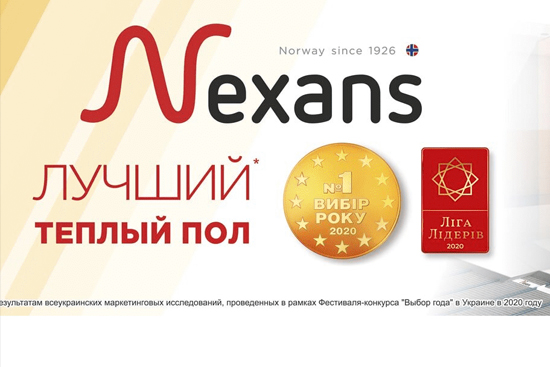 Norway since 1926
Nexans
ЛУЧШИЙ*
ТЕПЛЫЙ ПОЛ
№1
ВИБІР
РОКУ
2020
Ліга
Лідерів
2020
результатам всеукраинских маркетинговых исследований, проведенных в рамках Фестиваля-конкурса "Выбор года" в Украине в 2020 году